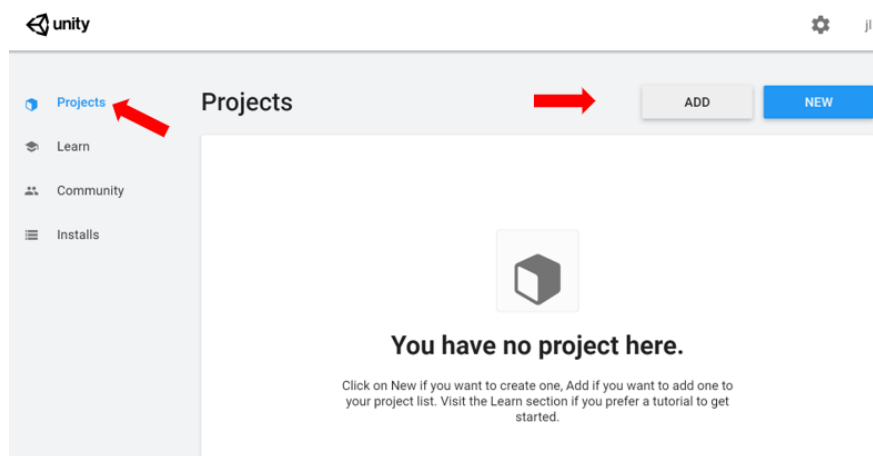 unity
jl
Projects
Learn
Community
Installs
Projects
ADD
NEW
You have no project here.
Click on New if you want to create one, Add if you want to add one to
your project list. Visit the Learn section if you prefer a tutorial to get
started.